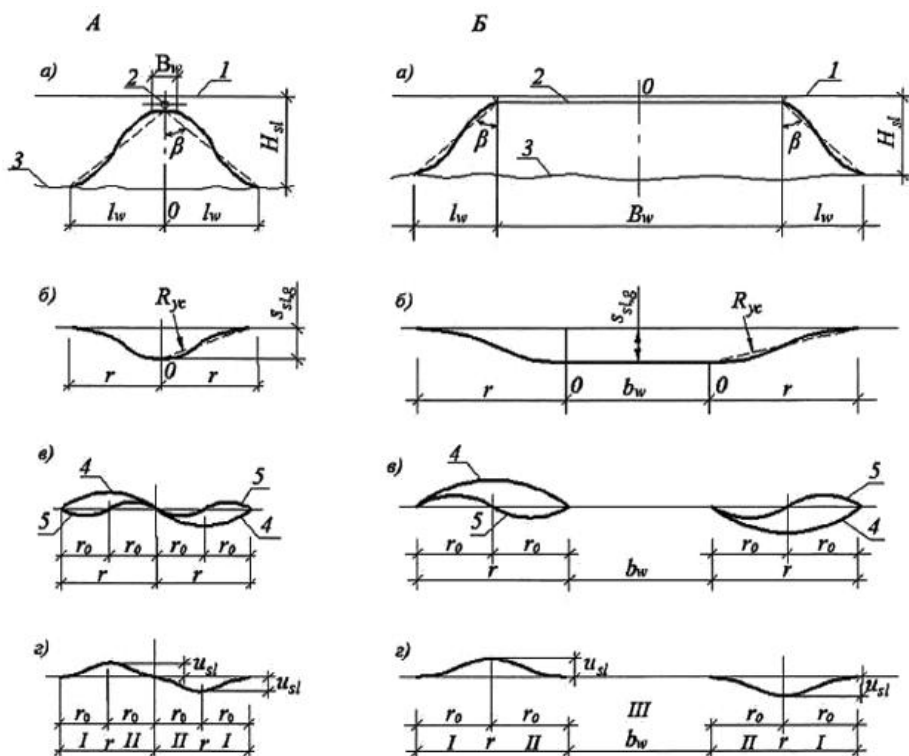 А Б
а) B_w 2 1 H_sl β 3 l_w 0 l_w
а) 2 0 1 β β H_sl 3 l_w B_w l_w
б) R_yc s_sl,g r 0 r
б) s_sl,g R_yc r 0 b_w 0 r
в) 4 5 5 4 r_0 r_0 r_0 r_0 r r
в) 4 5 5 4 r_0 r_0 r_0 r_0 r b_w r
г) u_sl u_sl r_0 r_0 r_0 r_0 I r II II r I
г) u_sl u_sl r_0 r_0 III r_0 r_0 I r II b_w II r I